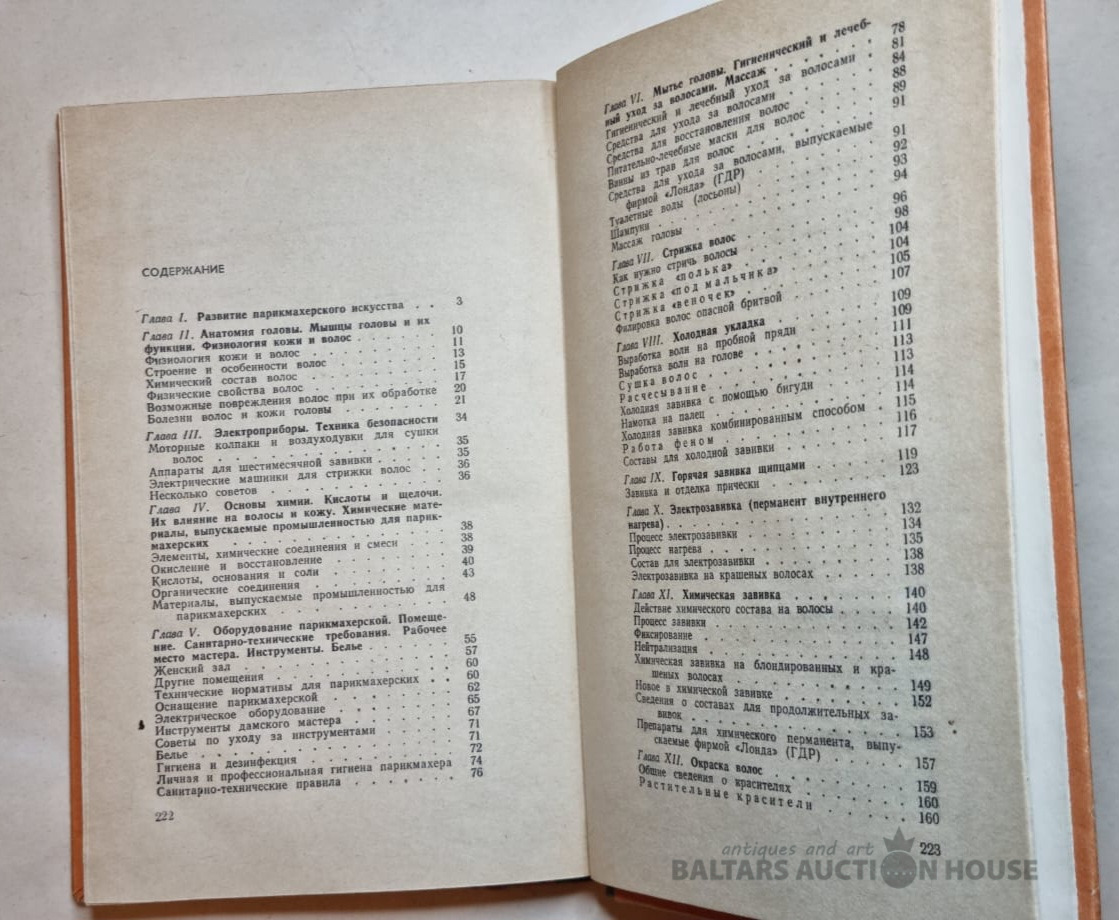 СОДЕРЖАНИЕ
Глава I. Развитие парикмахерского искусства . . 3
Глава II. Анатомия головы. Мышцы головы и их
функции. Физиология кожи и волос . . . . . 10
Физиология кожи и волос . . . . . . . . 11
Строение и особенности волос . . . . . . . 13
Химический состав волос . . . . . . . . 15
Физические свойства волос . . . . . . . . 17
Возможные повреждения волос при их обработке 20
Болезни волос и кожи головы . . . . . . . 21
Глава III. Электроприборы. Техника безопасности 34
Моторные колпаки и воздуходувки для сушки
волос . . . . . . . . . . . . . 35
Аппараты для шестимесячной завивки . . . . . 35
Электрические машинки для стрижки волос . . . 36
Несколько советов . . . . . . . . . . 36
Глава IV. Основы химии. Кислоты и щелочи.
Их влияние на волосы и кожу. Химические мате-
риалы, выпускаемые промышленностью для парик-
махерских . . . . . . . . . . . . 38
Элементы, химические соединения и смеси . . . 38
Окисление и восстановление . . . . . . . 39
Кислоты, основания и соли . . . . . . . 40
Органические соединения . . . . . . . . 43
Материалы, выпускаемые промышленностью для
парикмахерских . . . . . . . . . . 48
Глава V. Оборудование парикмахерской. Помеще-
ние. Санитарно-технические требования. Рабочее
место мастера. Инструменты. Белье . . . . . 55
Женский зал . . . . . . . . . . . 57
Другие помещения . . . . . . . . . . 60
Технические нормативы для парикмахерских . . 60
Оснащение парикмахерской . . . . . . . 62
Электрическое оборудование . . . . . . . 65
Инструменты дамского мастера . . . . . . 67
Советы по уходу за инструментами . . . . . 71
Белье . . . . . . . . . . . . . 71
Гигиена и дезинфекция . . . . . . . . 72
Личная и профессиональная гигиена парикмахера 74
Санитарно-технические правила . . . . . . 76
222
Глава VI. Мытье головы. Гигиенический и лечеб-
ный уход за волосами. Массаж . . . . . . 78
Гигиенический и лечебный уход за волосами . 81
Средства для ухода за волосами . . . . . . 84
Средства для восстановления волос . . . . . 88
Питательно-лечебные маски для волос . . . . 89
Ванны из трав для волос . . . . . . . . 91
Средства для ухода за волосами, выпускаемые
фирмой «Лонда» (ГДР) . . . . . . . . 91
Туалетные воды (лосьоны) . . . . . . . 92
Шампуни . . . . . . . . . . . . 93
Массаж головы . . . . . . . . . . 94
Глава VII. Стрижка волос . . . . . . . . 96
Как нужно стричь волосы . . . . . . . . 98
Стрижка «полька» . . . . . . . . . 104
Стрижка «под мальчика» . . . . . . . 104
Стрижка «веночек» . . . . . . . . . 105
Филировка волос опасной бритвой . . . . . 107
Глава VIII. Холодная укладка . . . . . . . 109
Выработка волн на пробной пряди . . . . . 109
Выработка волн на голове . . . . . . . 111
Сушка волос . . . . . . . . . . . 113
Расчесывание . . . . . . . . . . . 113
Холодная завивка с помощью бигуди . . . . 114
Намотка на палец . . . . . . . . . . 114
Холодная завивка комбинированным способом . 115
Работа феном . . . . . . . . . . . 116
Составы для холодной завивки . . . . . . 117
Глава IX. Горячая завивка щипцами . . . . . 119
Завивка и отделка прически . . . . . . . 123
Глава X. Электрозавивка (перманент внутреннего
нагрева) . . . . . . . . . . . . . 132
Процесс электрозавивки . . . . . . . . 134
Процесс нагрева . . . . . . . . . . 135
Состав для электрозавивки . . . . . . . 138
Электрозавивка на крашеных волосах . . . . 138
Глава XI. Химическая завивка . . . . . . . 140
Действие химического состава на волосы . . . 140
Процесс завивки . . . . . . . . . . 142
Фиксирование . . . . . . . . . . . 147
Нейтрализация . . . . . . . . . . . 148
Химическая завивка на блондированных и кра-
шеных волосах . . . . . . . . . . 149
Новое в химической завивке . . . . . . . 152
Сведения о составах для продолжительных за-
вивок . . . . . . . . . . . . . 153
Препараты для химического перманента, выпу-
скаемые фирмой «Лонда» (ГДР) . . . . . 157
Глава XII. Окраска волос . . . . . . . . 159
Общие сведения о красителях . . . . . . 160
Растительные красители . . . . . . . 160
223
antiques and art
BALTARS AUCTION HOUSE